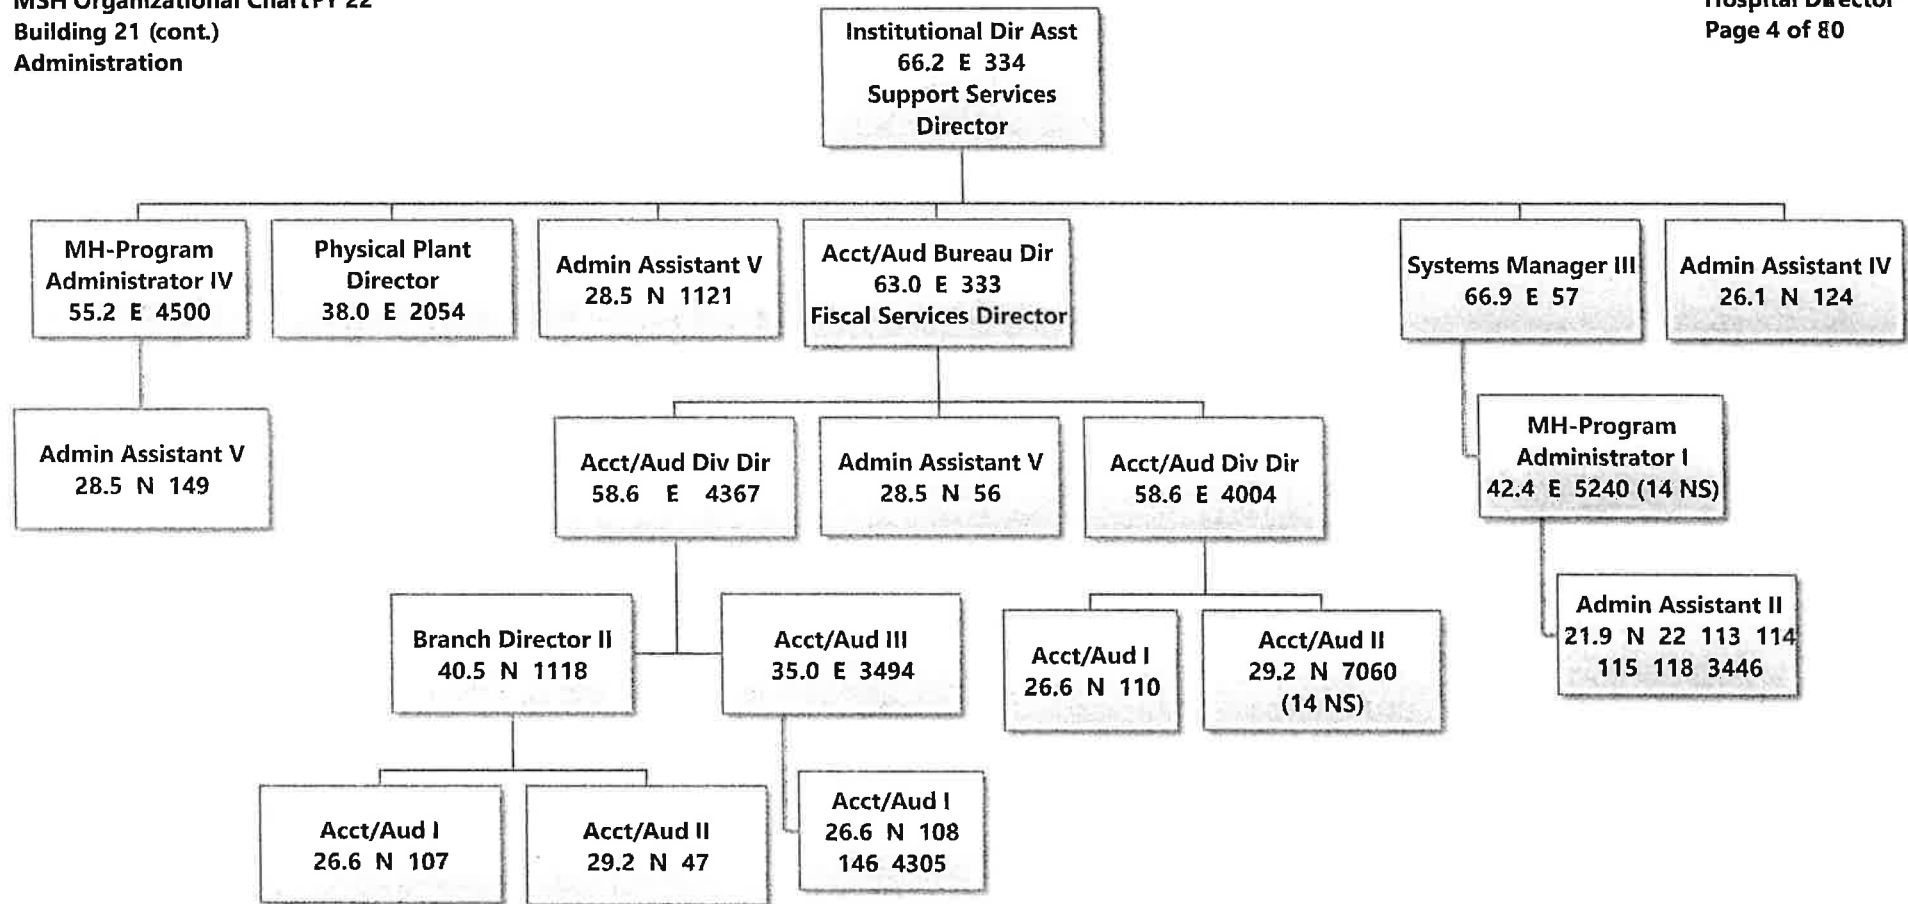 MSH Organizational Chart FY 22
Building 21 (cont.)
Administration
Hospital Director
Page 4 of 80
Institutional Dir Asst
66.2 E 334
Support Services
Director
MH-Program
Administrator IV
55.2 E 4500
Physical Plant
Director
38.0 E 2054
Admin Assistant V
28.5 N 1121
Acct/Aud Bureau Dir
63.0 E 333
Fiscal Services Director
Systems Manager III
66.9 E 57
Admin Assistant IV
26.1 N 124
Admin Assistant V
28.5 N 149
Acct/Aud Div Dir
58.6 E 4367
Admin Assistant V
28.5 N 56
Acct/Aud Div Dir
58.6 E 4004
MH-Program
Administrator I
42.4 E 5240 (14 NS)
Branch Director II
40.5 N 1118
Acct/Aud III
35.0 E 3494
Acct/Aud I
26.6 N 110
Acct/Aud II
29.2 N 7060
(14 NS)
Admin Assistant II
21.9 N 22 113 114
115 118 3446
Acct/Aud I
26.6 N 107
Acct/Aud II
29.2 N 47
Acct/Aud I
26.6 N 108
146 4305